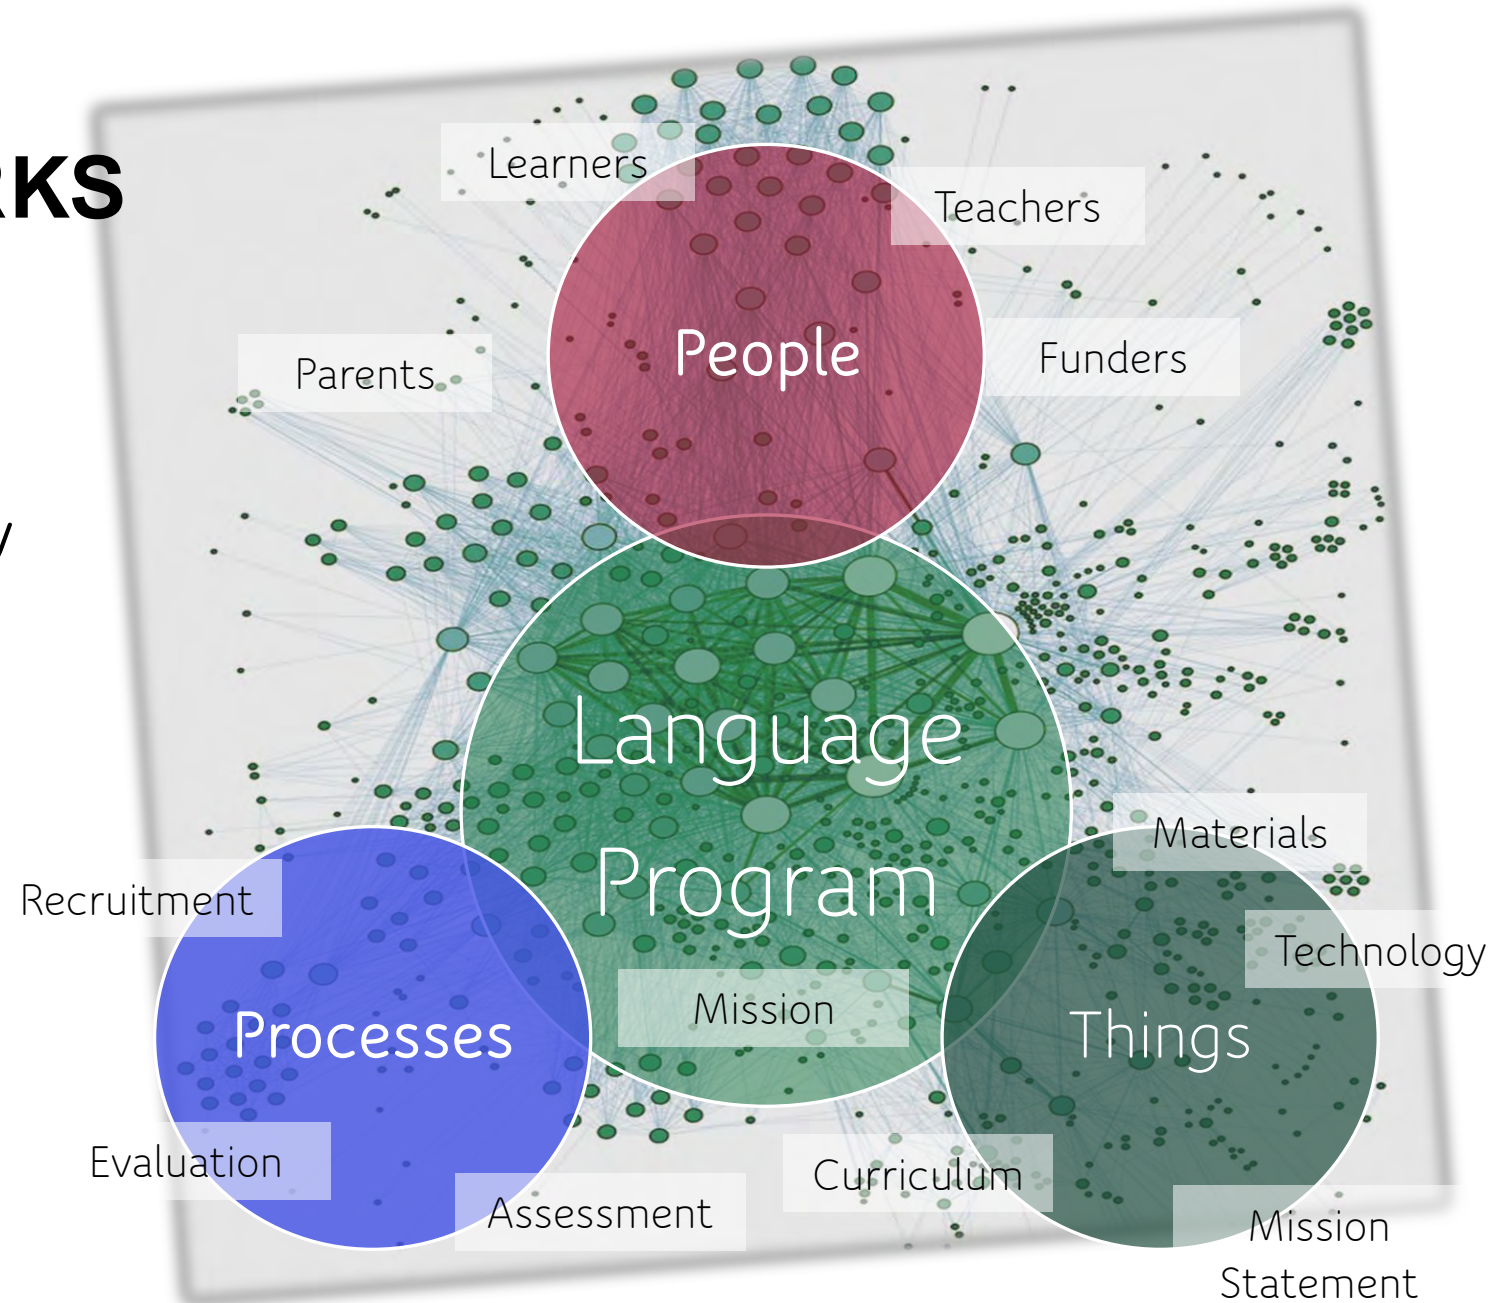 RKS
Learners
Teachers
People
Parents
Funders
y
Language
Program
Materials
Recruitment
Technology
Mission
Processes
Things
Evaluation
Curriculum
Assessment
Mission
Statement